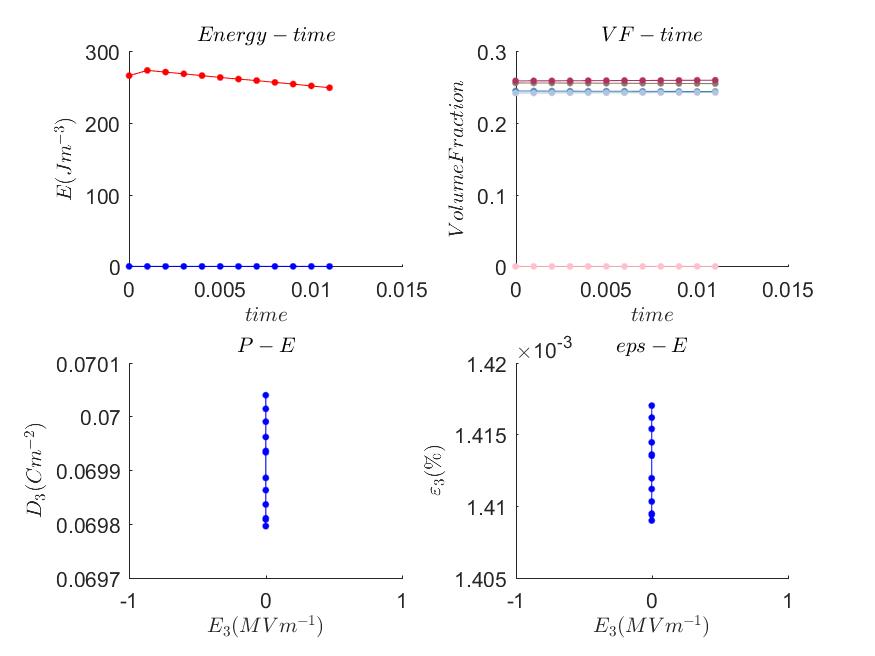 Energy − time
300
200
100
0
E(Jm⁻³)
0
0.005
0.01
0.015
time
VF − time
0.3
0.2
0.1
0
VolumeFraction
0
0.005
0.01
0.015
time
P − E
0.0701
0.07
0.0699
0.0698
0.0697
D₃(Cm⁻²)
-1
0
1
E₃(MVm⁻¹)
×10⁻³
eps − E
1.42
1.415
1.41
1.405
ε₃(%)
-1
0
1
E₃(MVm⁻¹)